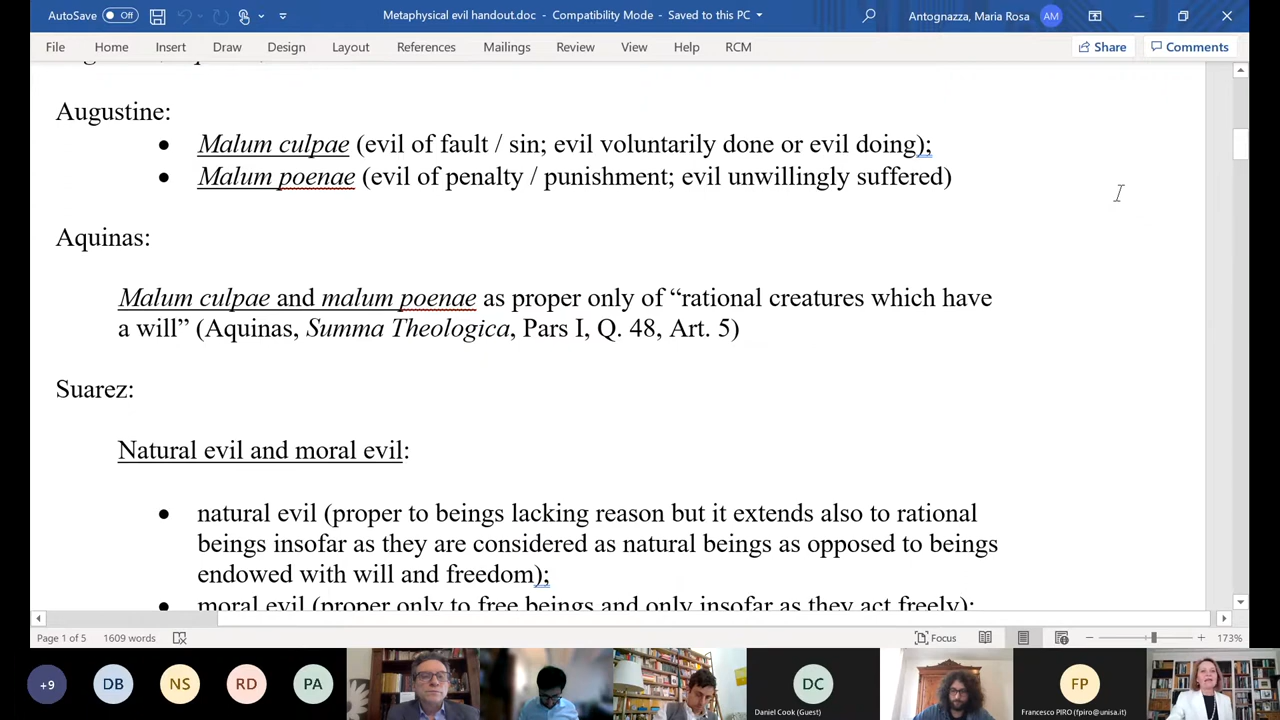 AutoSave Off Metaphysical evil handout.doc - Compatibility Mode - Saved to this PC Antognazza, Maria Rosa AM
File Home Insert Draw Design Layout References Mailings Review View Help RCM Share Comments
Augustine:
• Malum culpae (evil of fault / sin; evil voluntarily done or evil doing);
• Malum poenae (evil of penalty / punishment; evil unwillingly suffered)
Aquinas:
Malum culpae and malum poenae as proper only of “rational creatures which have
a will” (Aquinas, Summa Theologica, Pars I, Q. 48, Art. 5)
Suarez:
Natural evil and moral evil:
• natural evil (proper to beings lacking reason but it extends also to rational
beings insofar as they are considered as natural beings as opposed to beings
endowed with will and freedom);
• moral evil (proper only to free beings and only insofar as they act freely);
Page 1 of 5 1609 words Focus 173%
+9 DB NS RD PA DC FP
Daniel Cook (Guest) Francesco PIRO (fpiro@unisa.it)